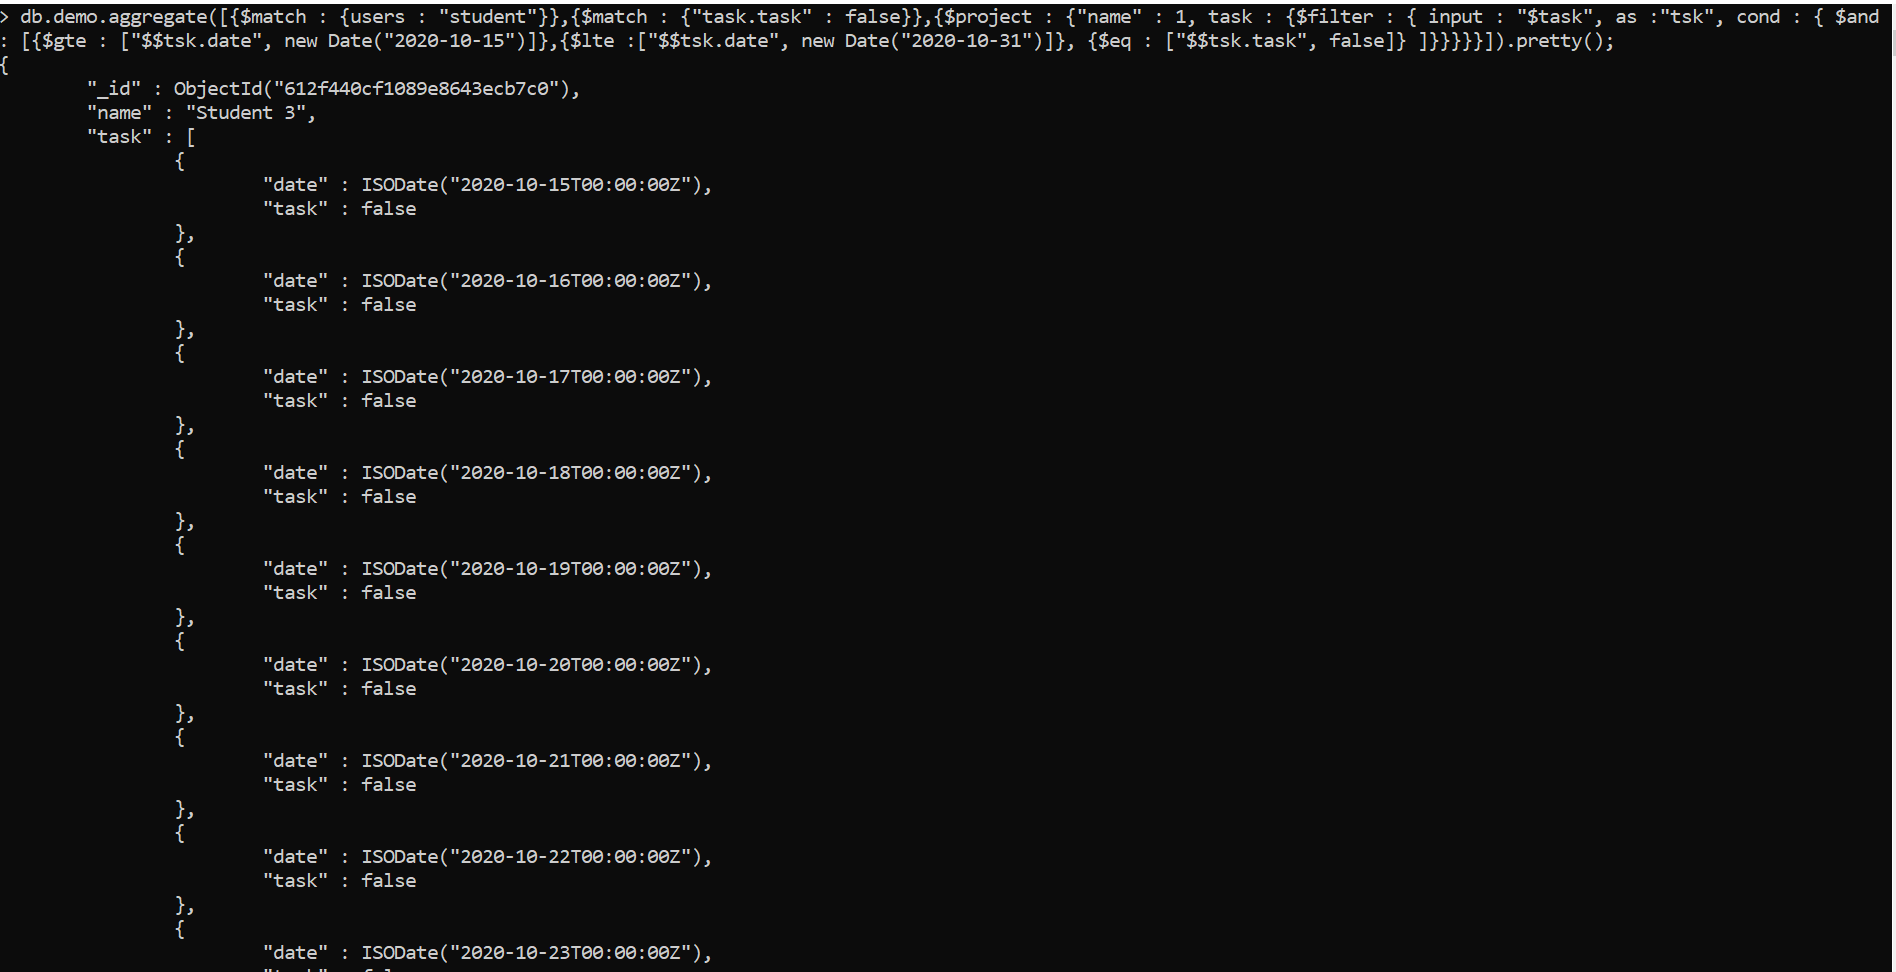 > db.demo.aggregate([{$match : {users : "student"}},{$match : {"task.task" : false}},{$project : {"name" : 1, task : {$filter : { input : "$task", as :"tsk", cond : { $and
: [{$gte : ["$$tsk.date", new Date("2020-10-15")]},{$lte :["$$tsk.date", new Date("2020-10-31")]}, {$eq : ["$$tsk.task", false]} ]}}}}}}]).pretty();
{
"_id" : ObjectId("612f440cf1089e8643ecb7c0"),
"name" : "Student 3",
"task" : [
{
"date" : ISODate("2020-10-15T00:00:00Z"),
"task" : false
},
{
"date" : ISODate("2020-10-16T00:00:00Z"),
"task" : false
},
{
"date" : ISODate("2020-10-17T00:00:00Z"),
"task" : false
},
{
"date" : ISODate("2020-10-18T00:00:00Z"),
"task" : false
},
{
"date" : ISODate("2020-10-19T00:00:00Z"),
"task" : false
},
{
"date" : ISODate("2020-10-20T00:00:00Z"),
"task" : false
},
{
"date" : ISODate("2020-10-21T00:00:00Z"),
"task" : false
},
{
"date" : ISODate("2020-10-22T00:00:00Z"),
"task" : false
},
{
"date" : ISODate("2020-10-23T00:00:00Z"),